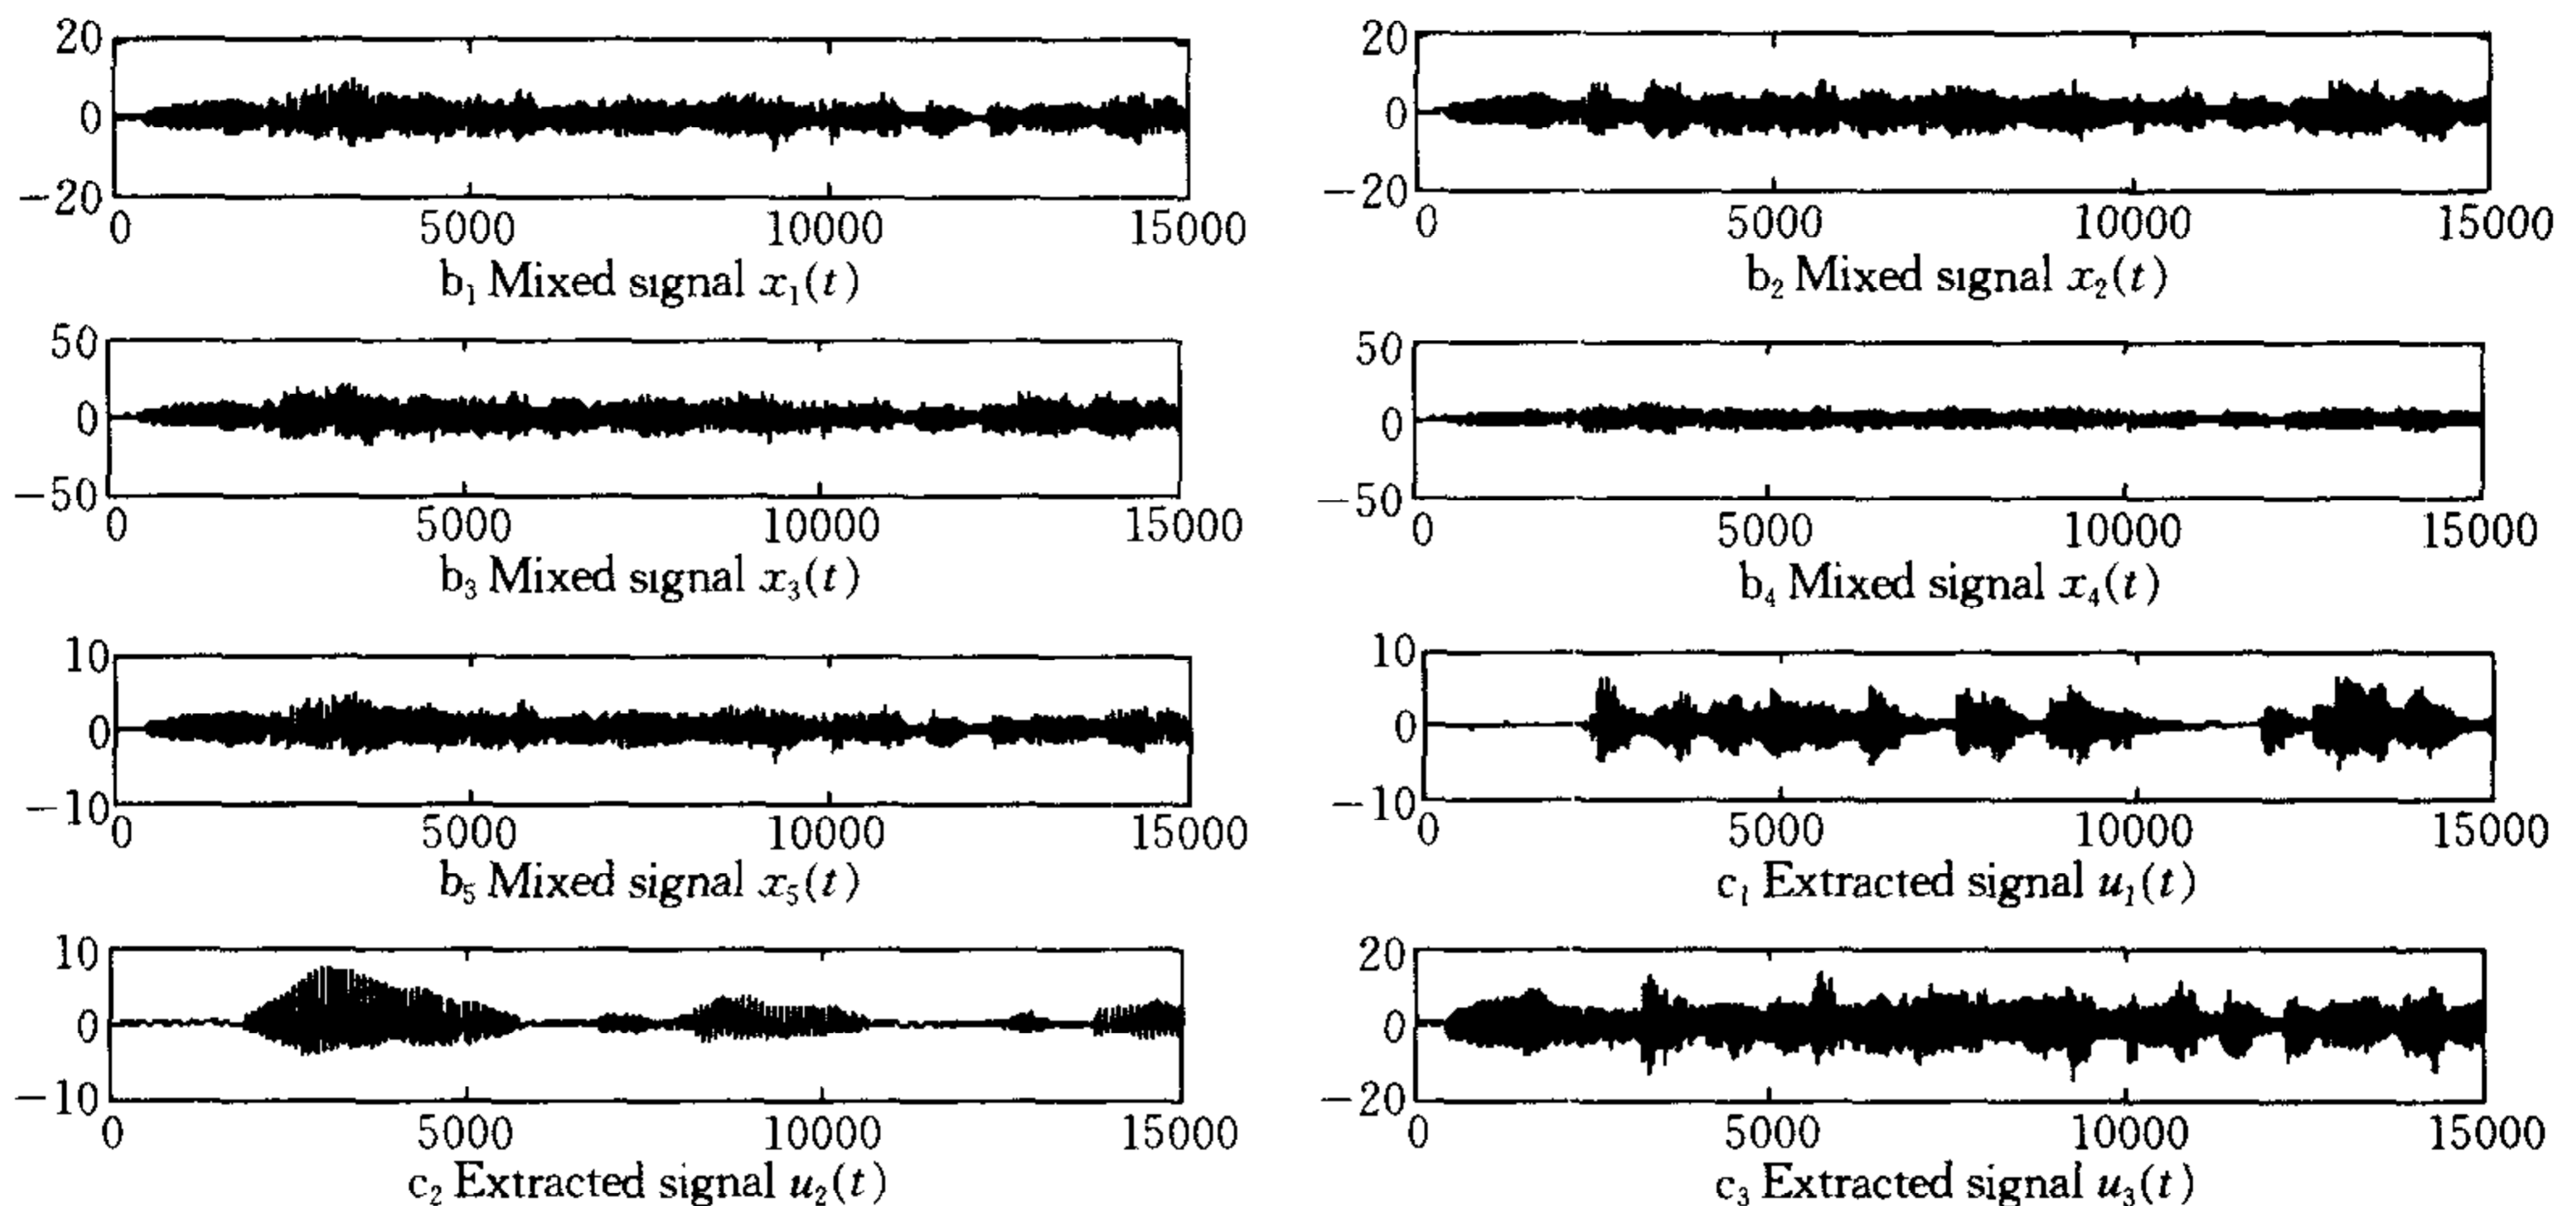 20
0
−20
0 5000 10000 15000
b₁ Mixed signal x₁(t)
20
0
−20
0 5000 10000 15000
b₂ Mixed signal x₂(t)
50
0
−50
0 5000 10000 15000
b₃ Mixed signal x₃(t)
50
0
−50
0 5000 10000 15000
b₄ Mixed signal x₄(t)
10
0
−10
0 5000 10000 15000
b₅ Mixed signal x₅(t)
10
0
−10
0 5000 10000 15000
c₁ Extracted signal u₁(t)
10
0
−10
0 5000 10000 15000
c₂ Extracted signal u₂(t)
20
0
−20
0 5000 10000 15000
c₃ Extracted signal u₃(t)